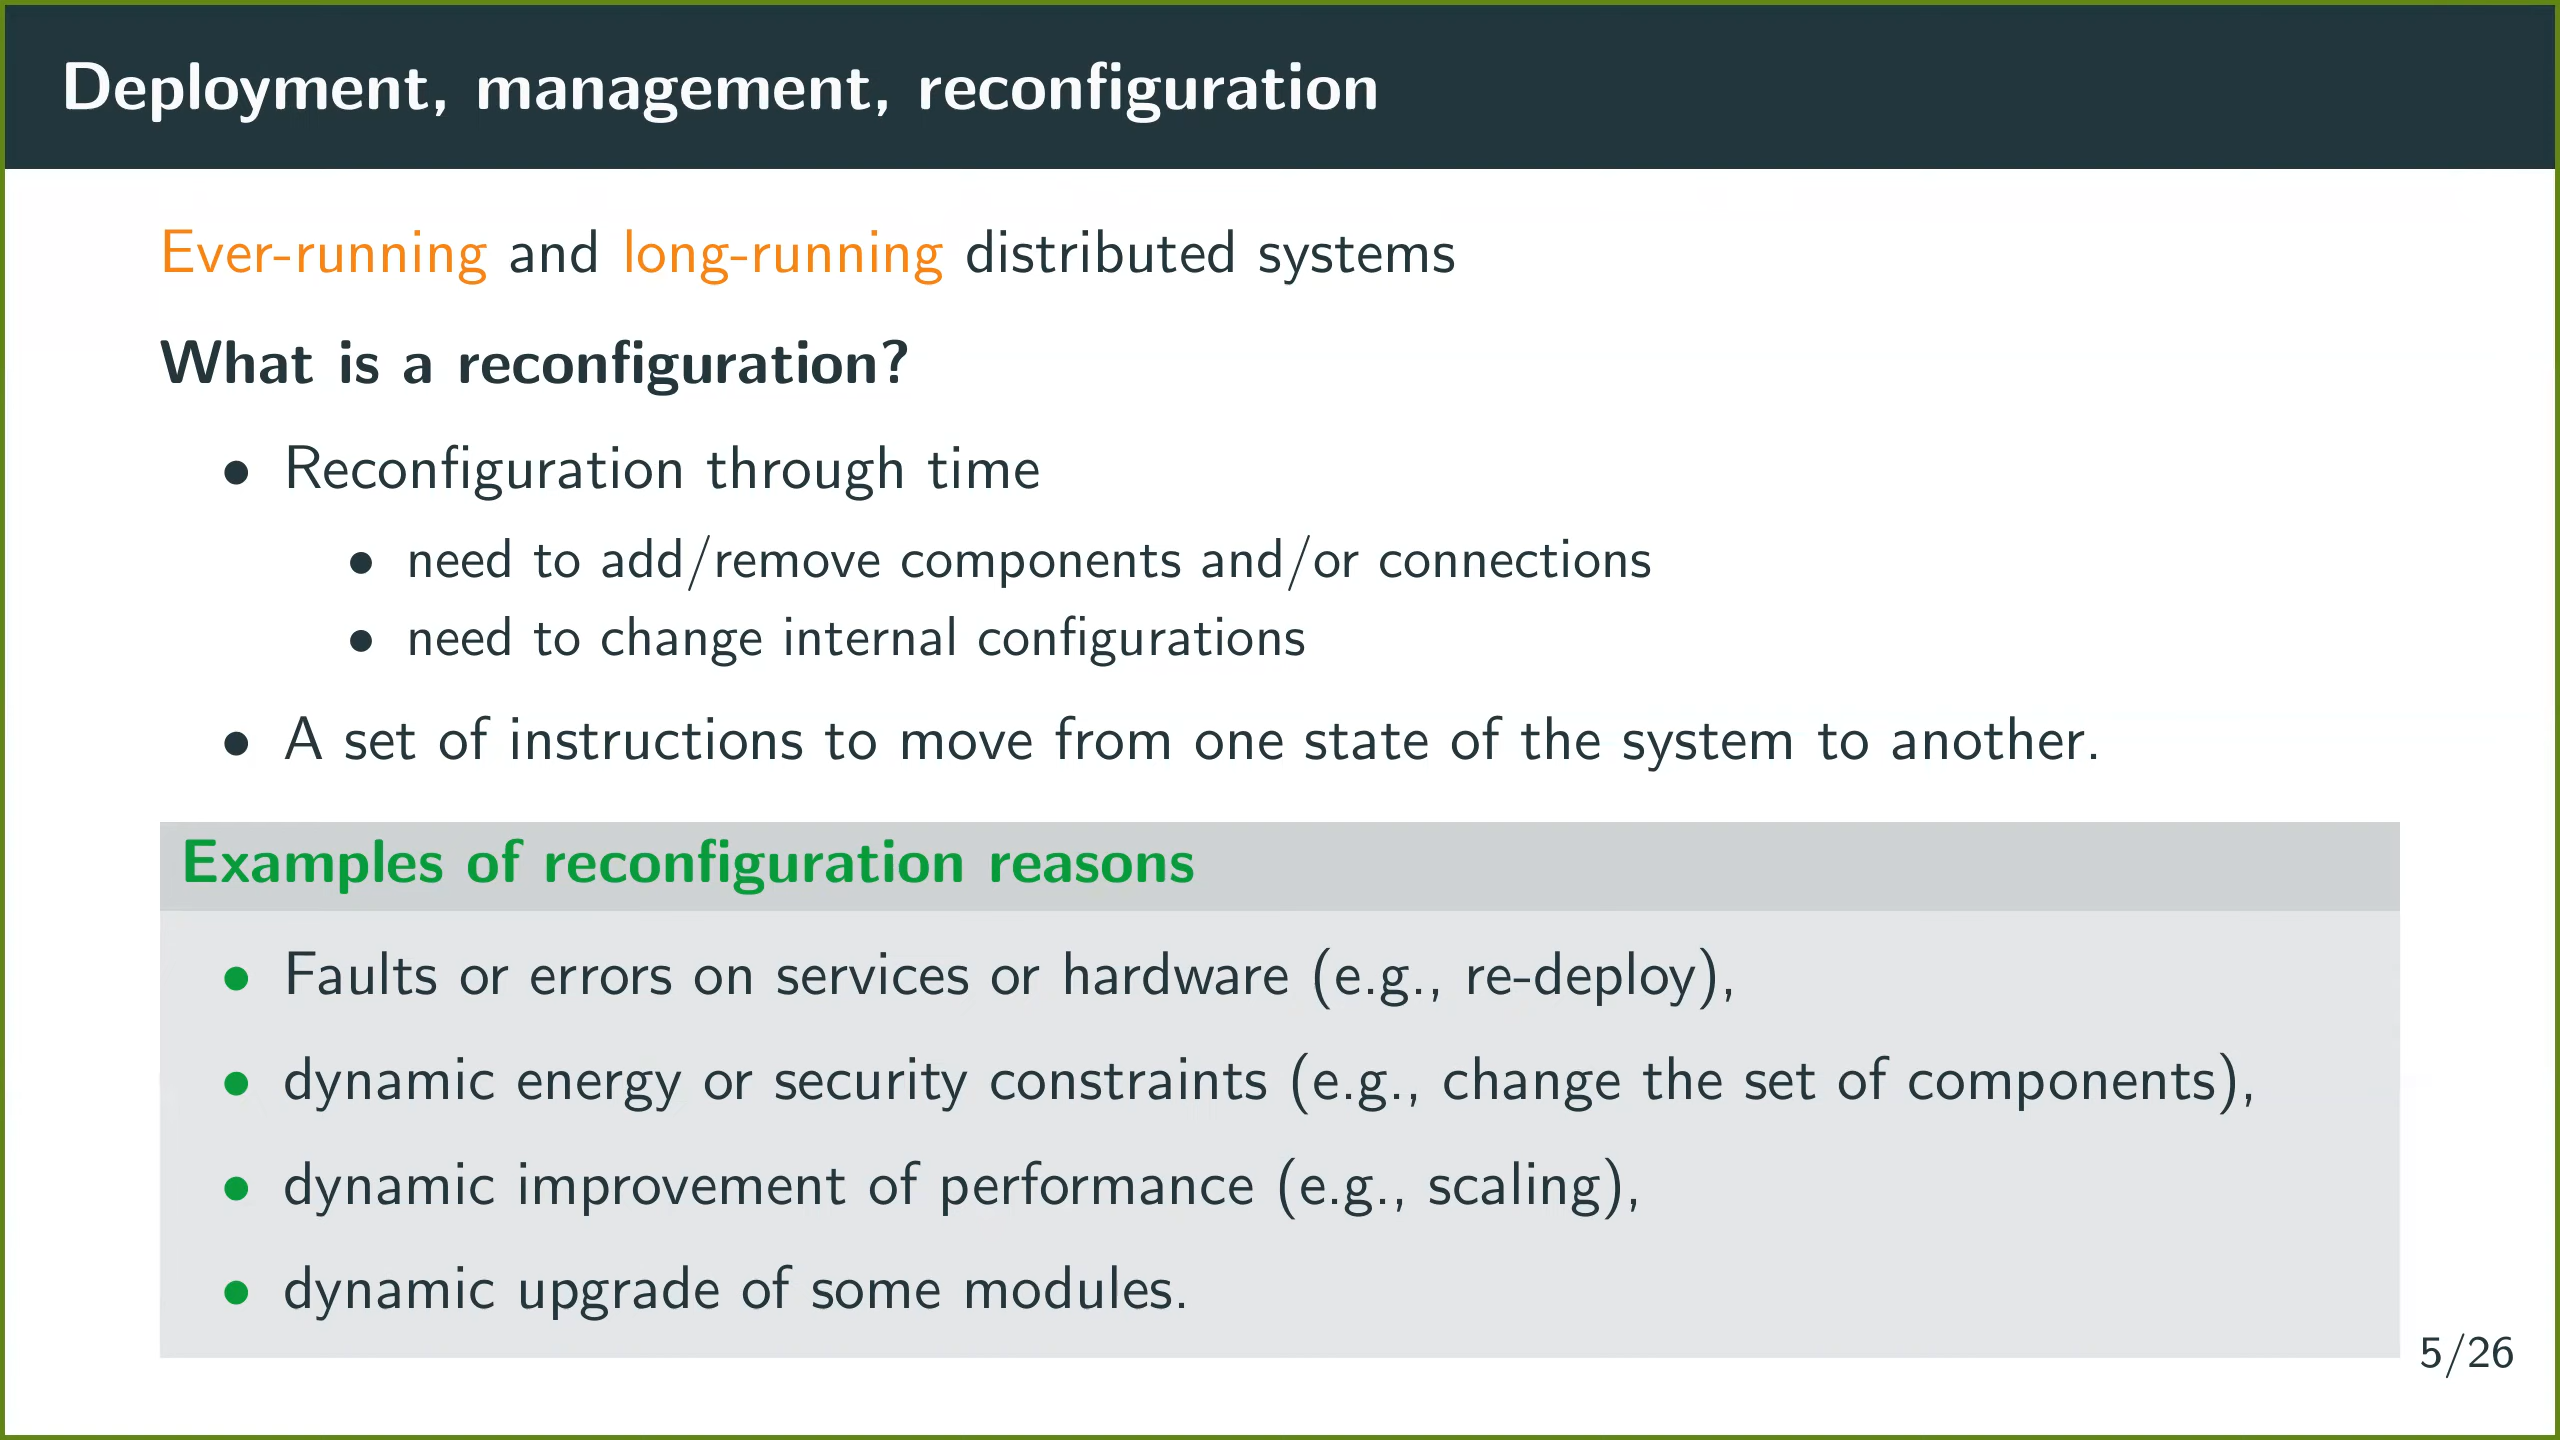 Deployment, management, reconfiguration
Ever-running and long-running distributed systems
What is a reconfiguration?
• Reconfiguration through time
• need to add/remove components and/or connections
• need to change internal configurations
• A set of instructions to move from one state of the system to another.
Examples of reconfiguration reasons
• Faults or errors on services or hardware (e.g., re-deploy),
• dynamic energy or security constraints (e.g., change the set of components),
• dynamic improvement of performance (e.g., scaling),
• dynamic upgrade of some modules.
5/26